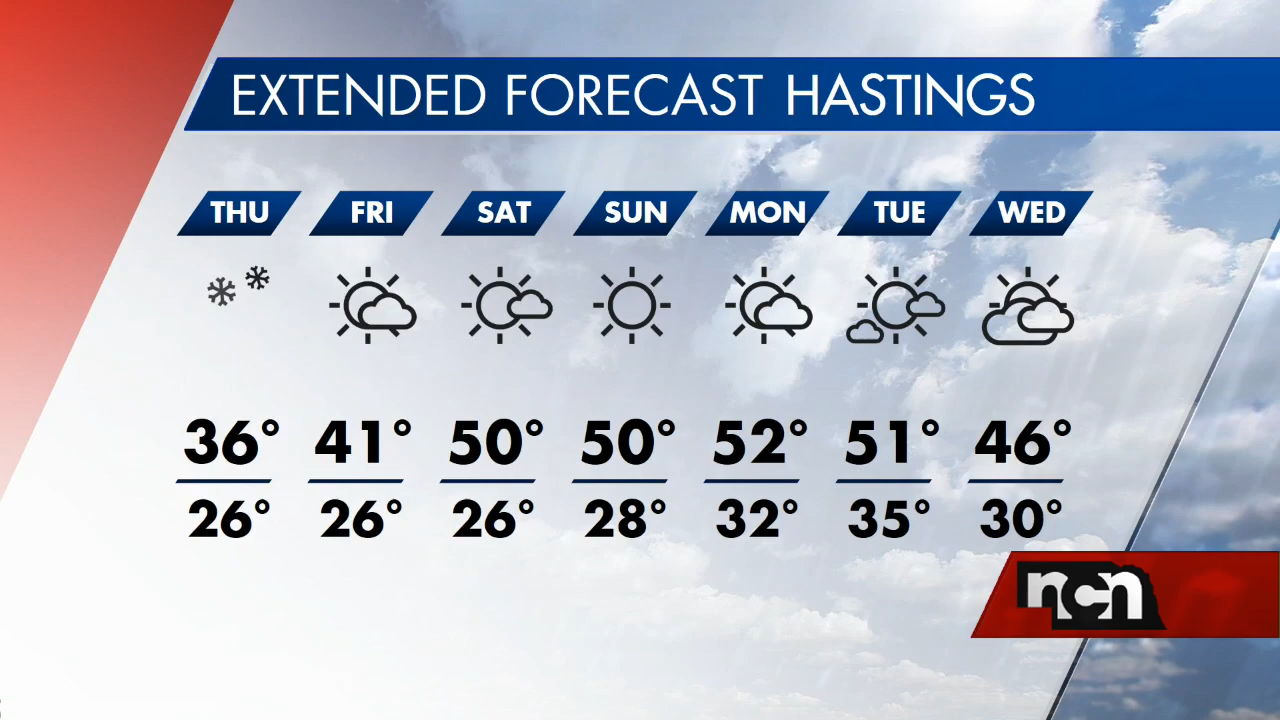 EXTENDED FORECAST HASTINGS
THU FRI SAT SUN MON TUE WED
36° 41° 50° 50° 52° 51° 46°
26° 26° 26° 28° 32° 35° 30°
ncn